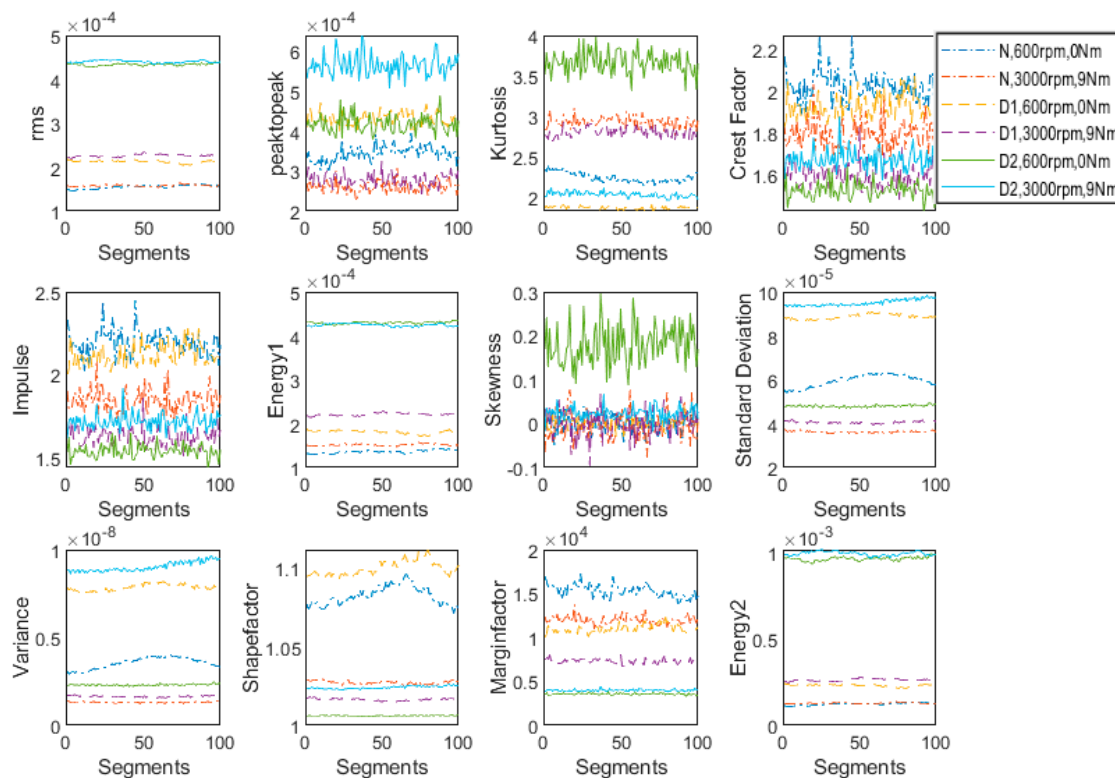 ×10-4
rms
5
4
3
2
1
0 50 100
Segments
×10-4
peaktopeak
6
5
4
3
2
0 50 100
Segments
Kurtosis
4
3.5
3
2.5
2
0 50 100
Segments
Crest Factor
2.2
2
1.8
1.6
0 50 100
Segments
N,600rpm,0Nm
N,3000rpm,9Nm
D1,600rpm,0Nm
D1,3000rpm,9Nm
D2,600rpm,0Nm
D2,3000rpm,9Nm
Impulse
2.5
2
1.5
0 50 100
Segments
×10-4
Energy1
5
4
3
2
1
0 50 100
Segments
Skewness
0.3
0.2
0.1
0
-0.1
0 50 100
Segments
×10-5
Standard Deviation
10
8
6
4
2
0 50 100
Segments
×10-8
Variance
1
0.5
0
0 50 100
Segments
Shapefactor
1.1
1.05
1
0 50 100
Segments
×104
Marginfactor
2
1.5
1
0.5
0
0 50 100
Segments
×10-3
Energy2
1
0.5
0
0 50 100
Segments